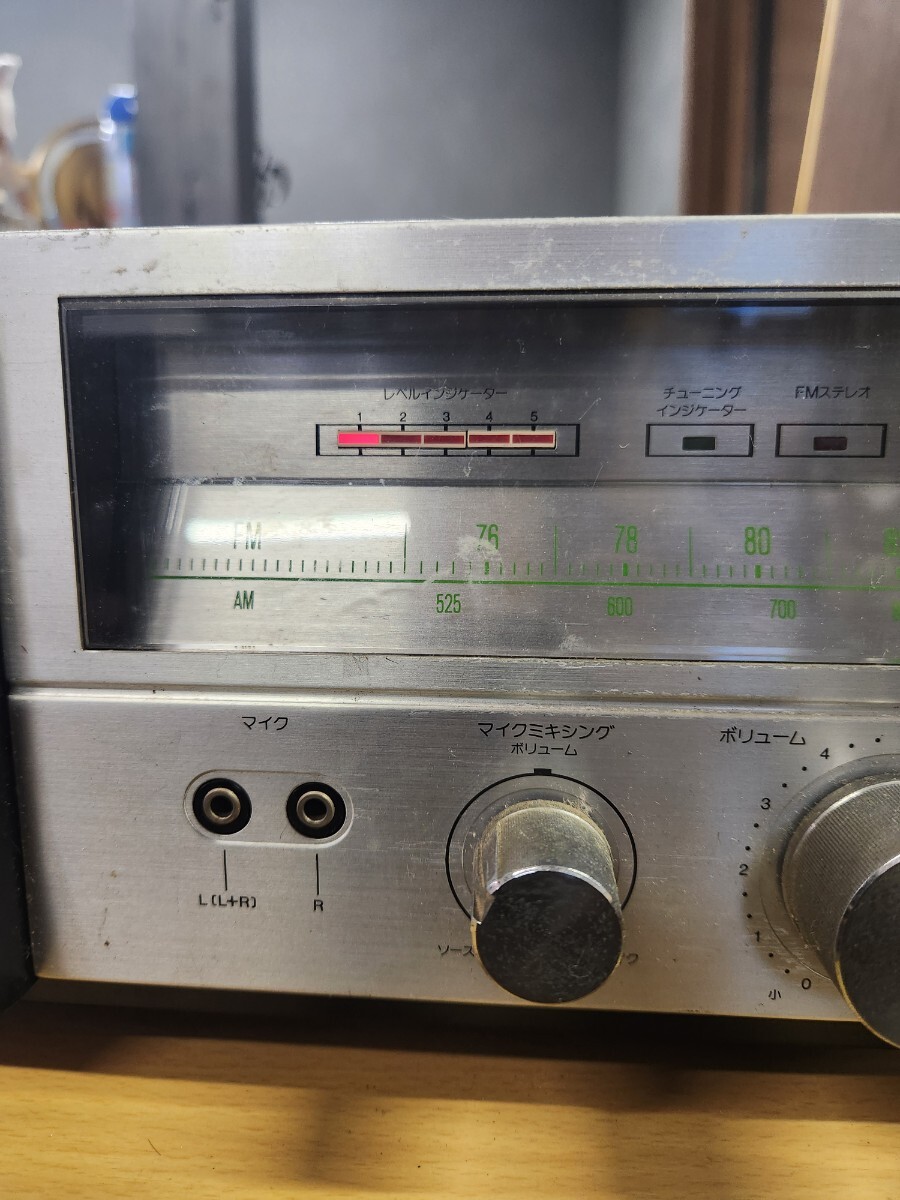 レベルインジケーター
1 2 3 4 5
チューニング
インジケーター
FMステレオ
FM 76 78 80
AM 525 600 700
マイク
L(L+R) R
マイクミキシング
ボリューム
ソース
ボリューム
4
3
2
1
0
小